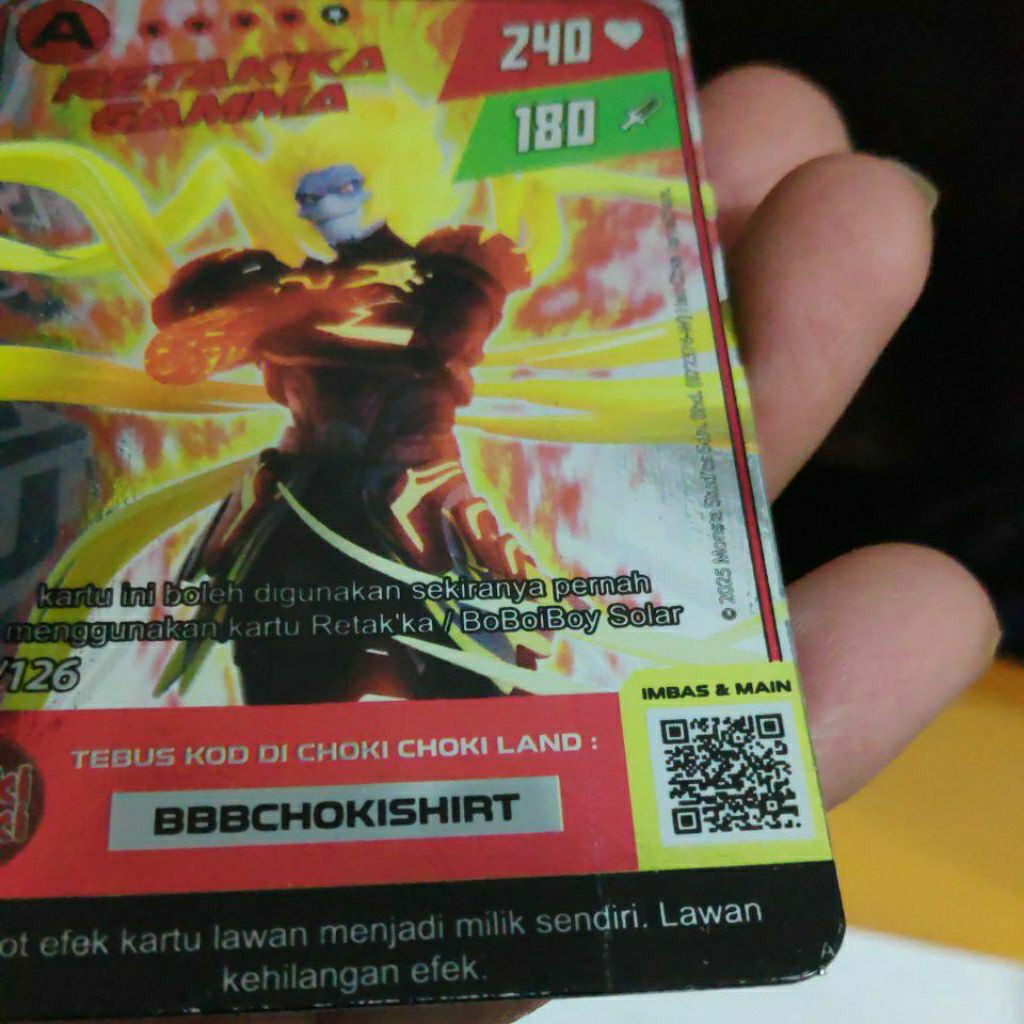 A
240
RETAK'KA
GAMMA
180
kartu ini boleh digunakan sekiranya pernah
menggunakan kartu Retak'ka / BoBoiBoy Solar
/126
© 2025 Monsta Studios Sdn. Bhd.
IMBAS & MAIN
TEBUS KOD DI CHOKI CHOKI LAND :
BBBCHOKISHIRT
ot efek kartu lawan menjadi milik sendiri. Lawan
kehilangan efek.